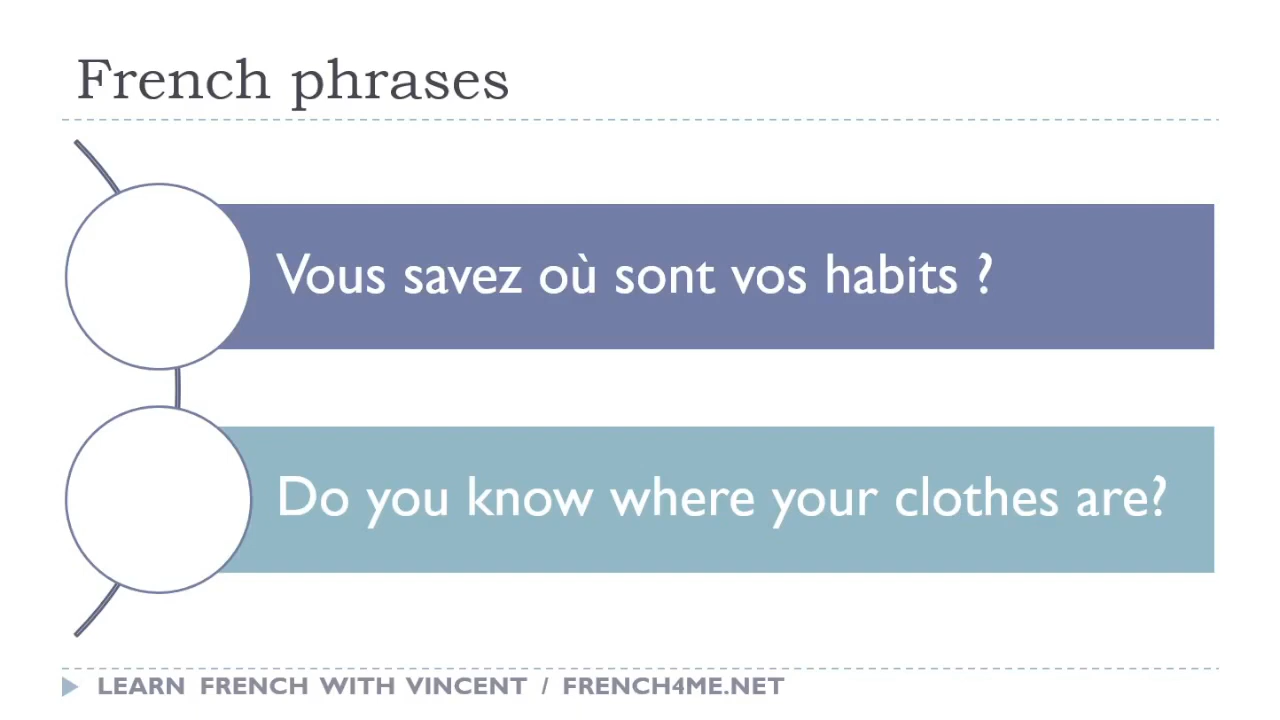 French phrases
Vous savez où sont vos habits ?
Do you know where your clothes are?
LEARN FRENCH WITH VINCENT / FRENCH4ME.NET